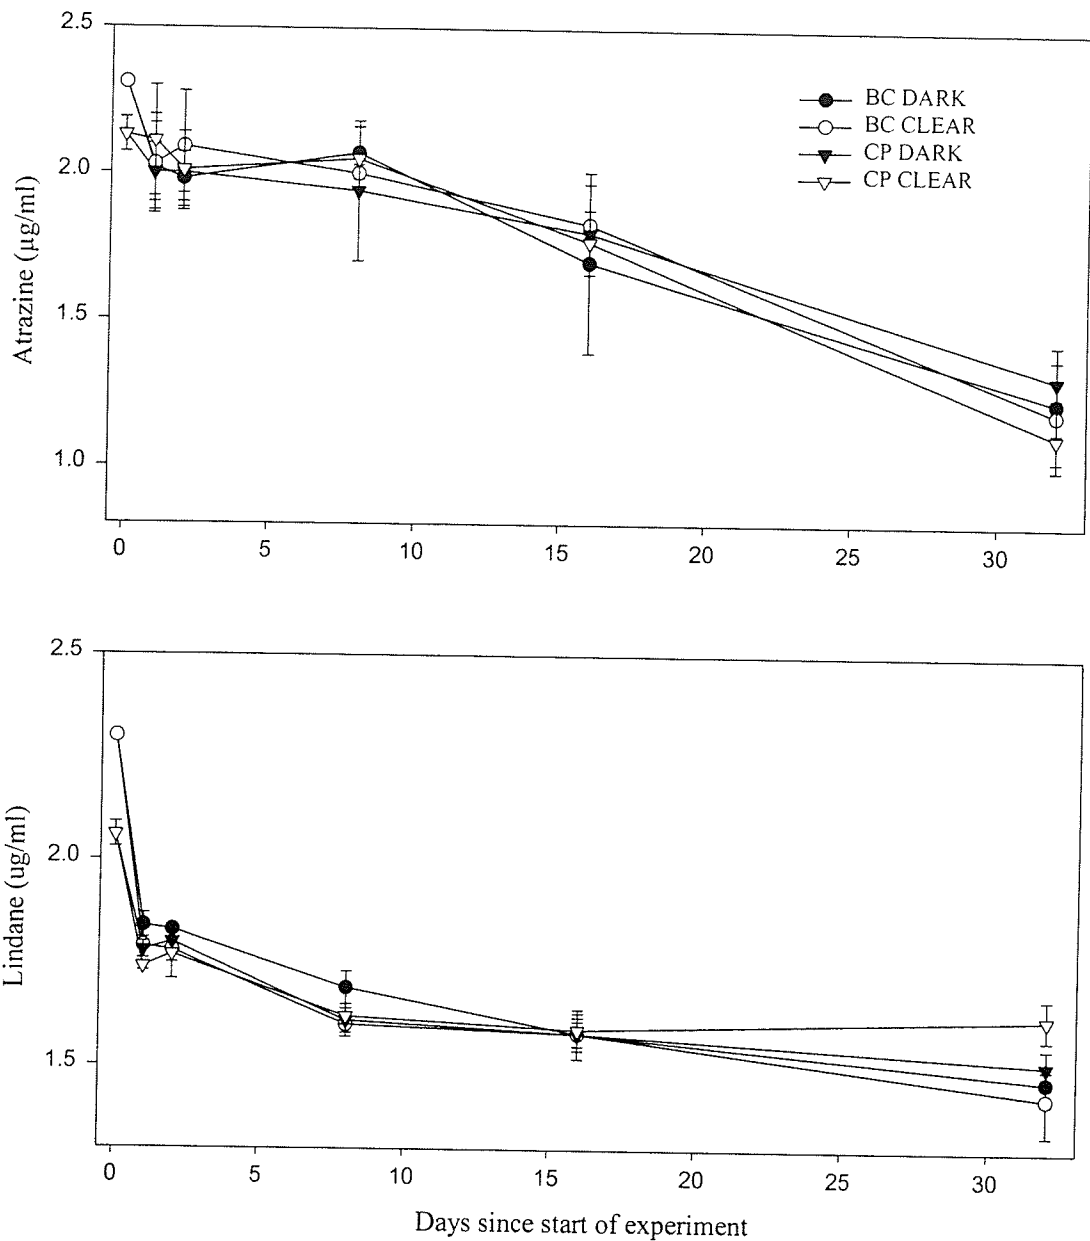 2.5
2.0
1.5
1.0
Atrazine (µg/ml)
BC DARK
BC CLEAR
CP DARK
CP CLEAR
0 5 10 15 20 25 30
2.5
2.0
1.5
Lindane (ug/ml)
0 5 10 15 20 25 30
Days since start of experiment